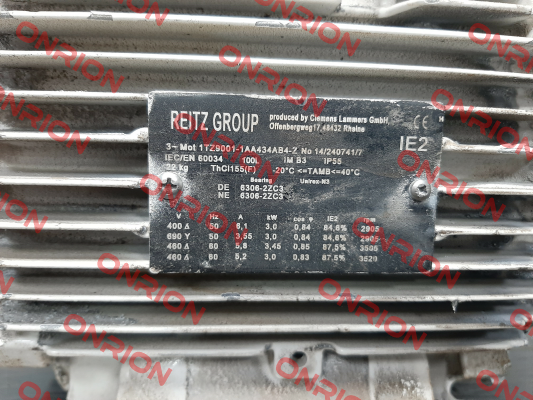 REITZ GROUP produced by Clemens Lammers GmbH, CE
Offenbergweg17,48432 Rheine
3~ Mot 1TZ9001-1AA434AB4-Z No 14/240741/7 IE2
IEC/EN 60034 100L IM B3 IP55
22 kg ThCl155(F) -20°C <=TAMB<=40°C
Bearing Unirex-N3
DE 6306-2ZC3
NE 6306-2ZC3
V Hz A kW cos φ IE2 rpm
400 Δ 50 6,1 3,0 0,84 84,6% 2905
690 Y 50 3,55 3,0 0,84 84,6% 2905
460 Δ 60 5,8 3,45 0,85 87,5% 3505
460 Δ 60 5,2 3,0 0,83 87,5% 3520
ONRION